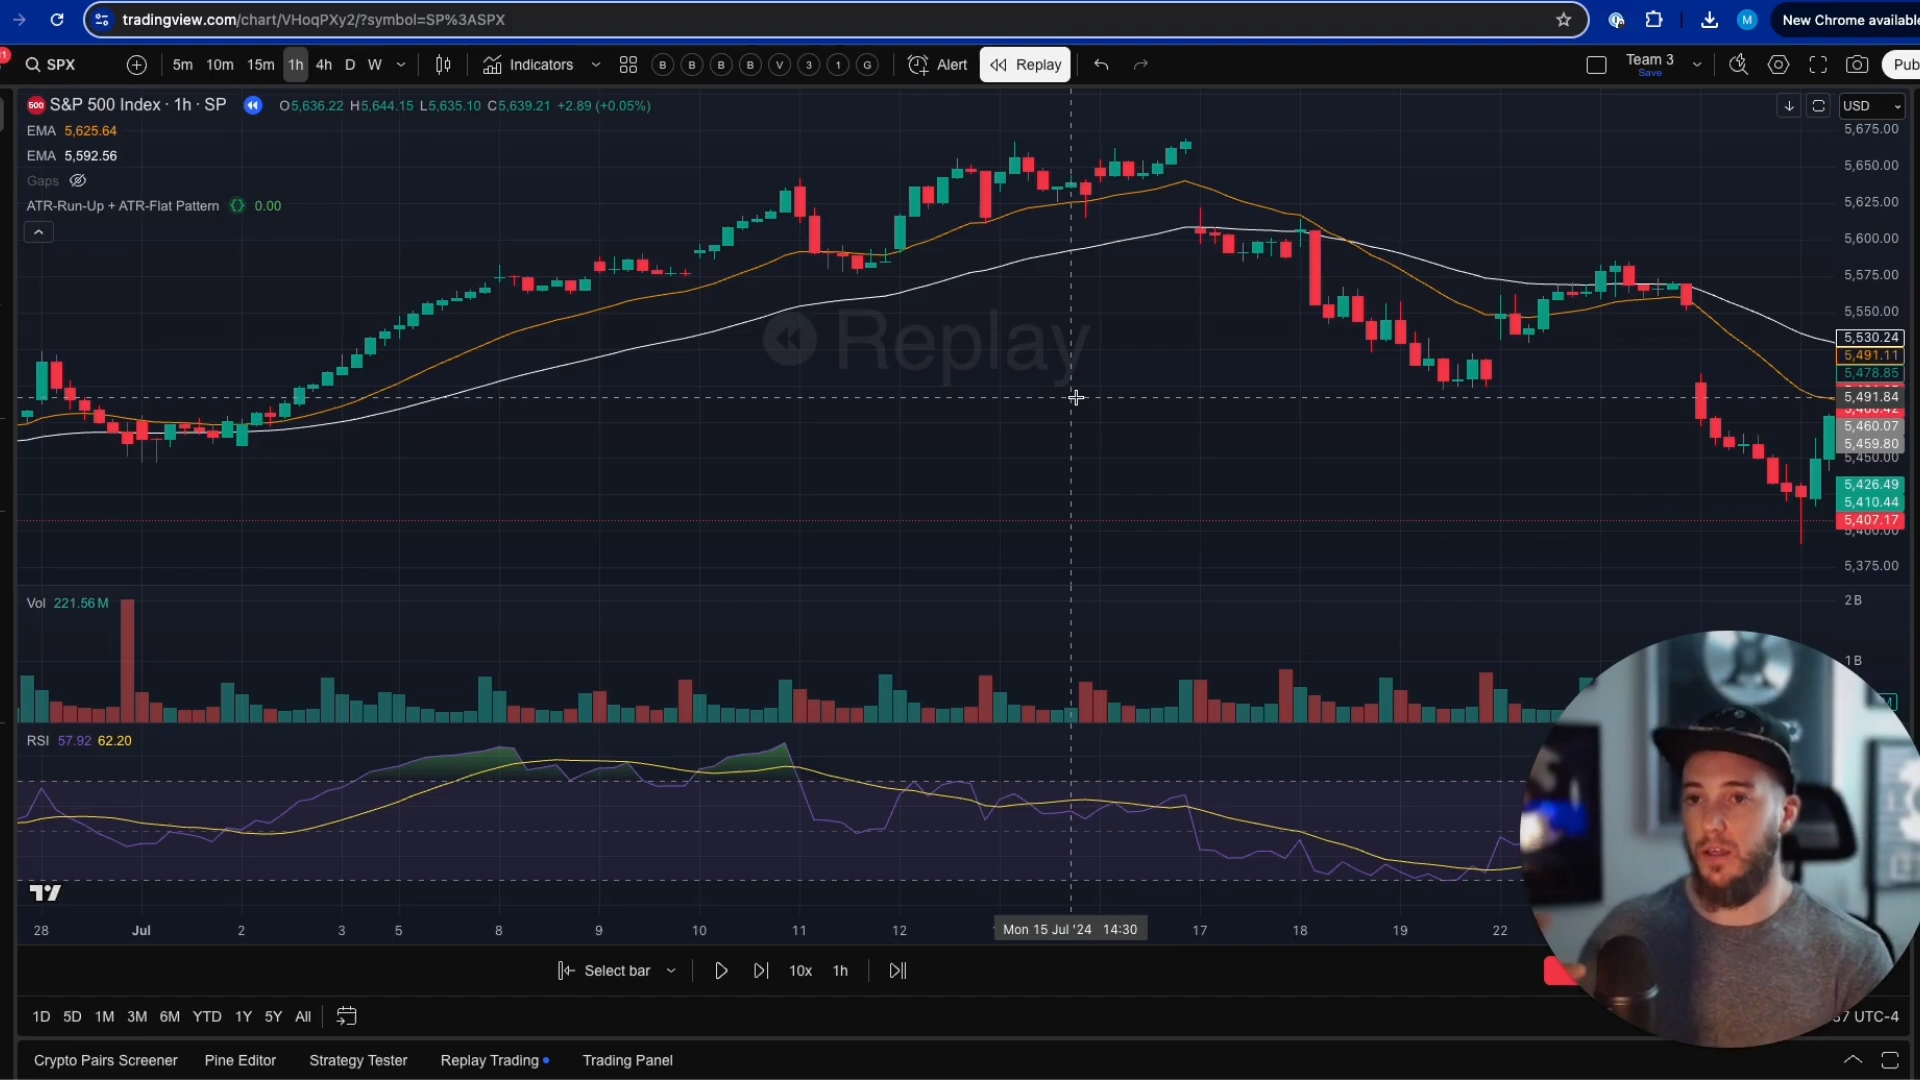 tradingview.com/chart/VHoqPXy2/?symbol=SP%3ASPX
M
New Chrome available
SPX
5m 10m 15m 1h 4h D W
Indicators
B B B B V 3 1 G
Alert
Replay
Team 3
Save
Pub
500 S&P 500 Index · 1h · SP
O5,636.22 H5,644.15 L5,635.10 C5,639.21 +2.89 (+0.05%)
USD
EMA 5,625.64
EMA 5,592.56
Gaps
ATR-Run-Up + ATR-Flat Pattern {} 0.00
Replay
5,675.00
5,650.00
5,625.00
5,600.00
5,575.00
5,550.00
5,530.24
5,491.11
5,478.85
5,491.84
5,460.07
5,459.80
5,450.00
5,426.49
5,410.44
5,407.17
5,400.00
5,375.00
Vol 221.56M
2B
1B
RSI 57.92 62.20
28 Jul 2 3 5 8 9 10 11 12 Mon 15 Jul '24 14:30 17 18 19 22
Select bar
10x
1h
1D 5D 1M 3M 6M YTD 1Y 5Y All
UTC-4
Crypto Pairs Screener
Pine Editor
Strategy Tester
Replay Trading
Trading Panel